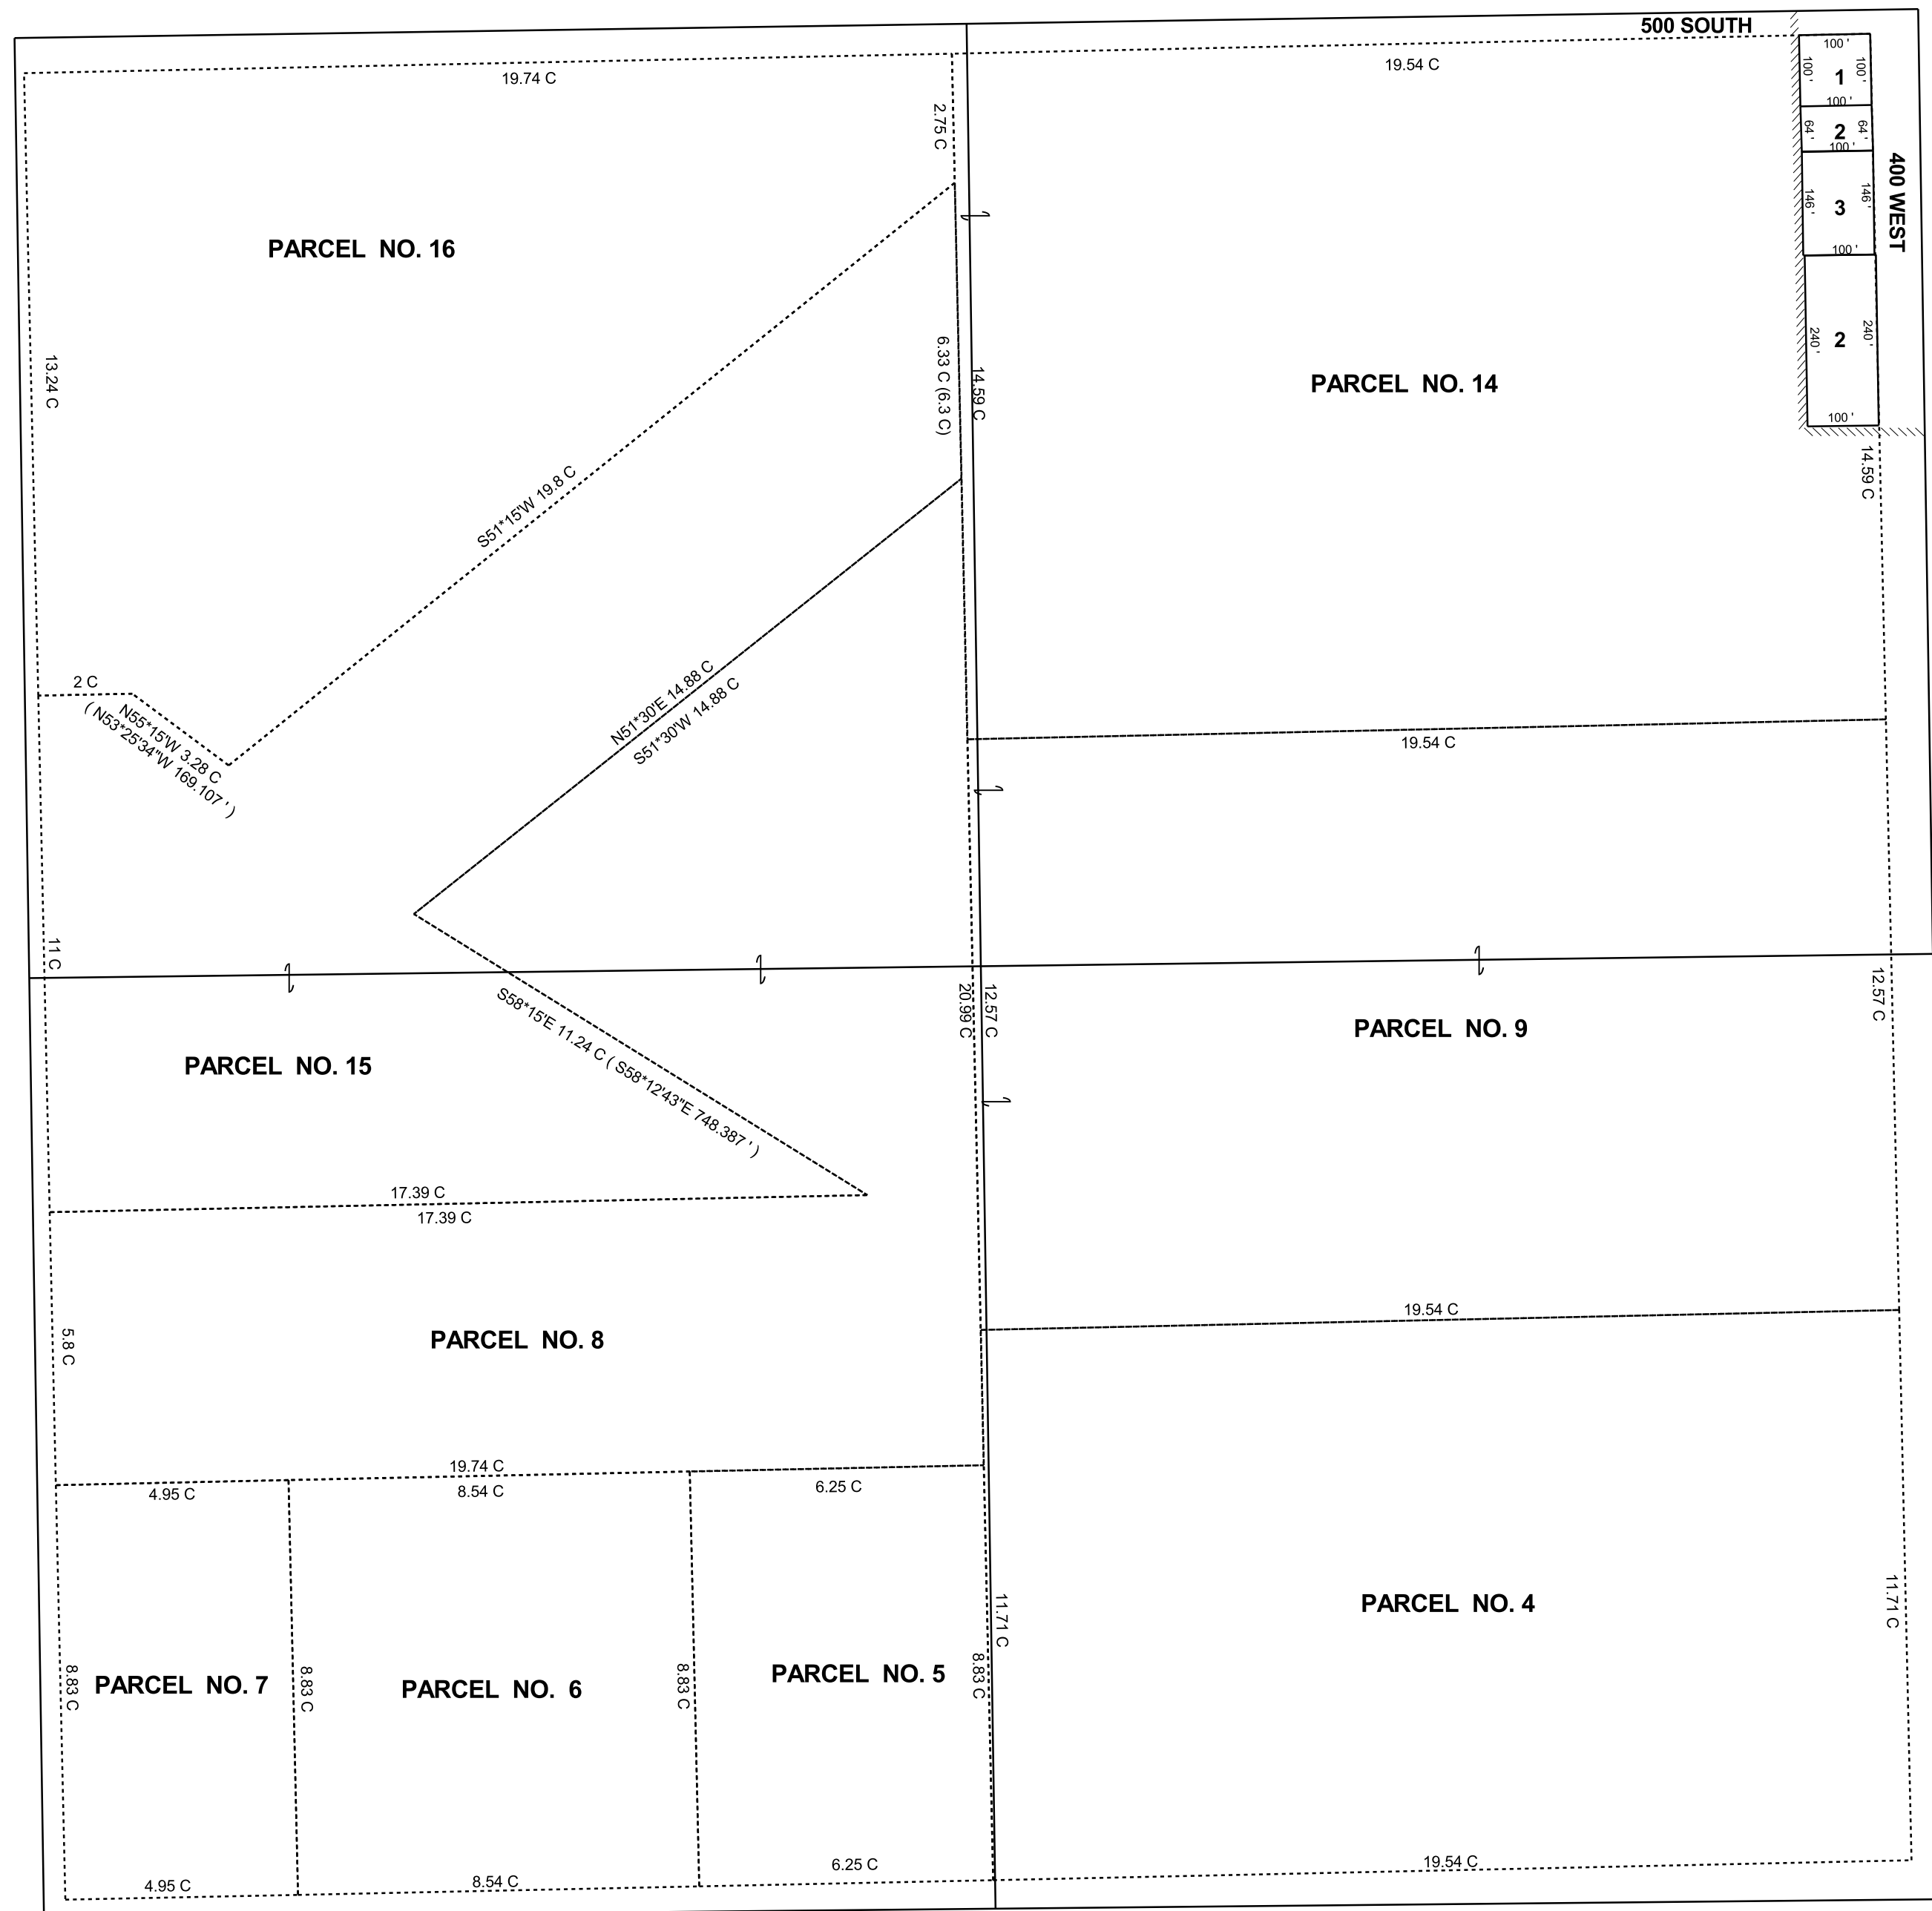 500 SOUTH
19.74 C
19.54 C
100 '
100 '
100 '
1
100 '
2.75 C
64 '
2
64 '
100 '
400 WEST
146 '
3
146 '
100 '
PARCEL NO. 16
13.24 C
6.33 C (6.3 C)
14.59 C
PARCEL NO. 14
240 '
2
240 '
100 '
14.59 C
S51*15'W 19.8 C
2 C
N55*15'W 3.28 C
( N53*25'34"W 169.107 ' )
N51*30'E 14.88 C
S51*30'W 14.88 C
19.54 C
11 C
20.99 C
12.57 C
12.57 C
S58*15'E 11.24 C ( S58*12'43"E 748.387 ' )
PARCEL NO. 9
PARCEL NO. 15
17.39 C
17.39 C
5.8 C
PARCEL NO. 8
19.54 C
19.74 C
4.95 C
8.54 C
6.25 C
8.83 C
PARCEL NO. 7
8.83 C
PARCEL NO. 6
8.83 C
PARCEL NO. 5
8.83 C
11.71 C
PARCEL NO. 4
11.71 C
4.95 C
8.54 C
6.25 C
19.54 C